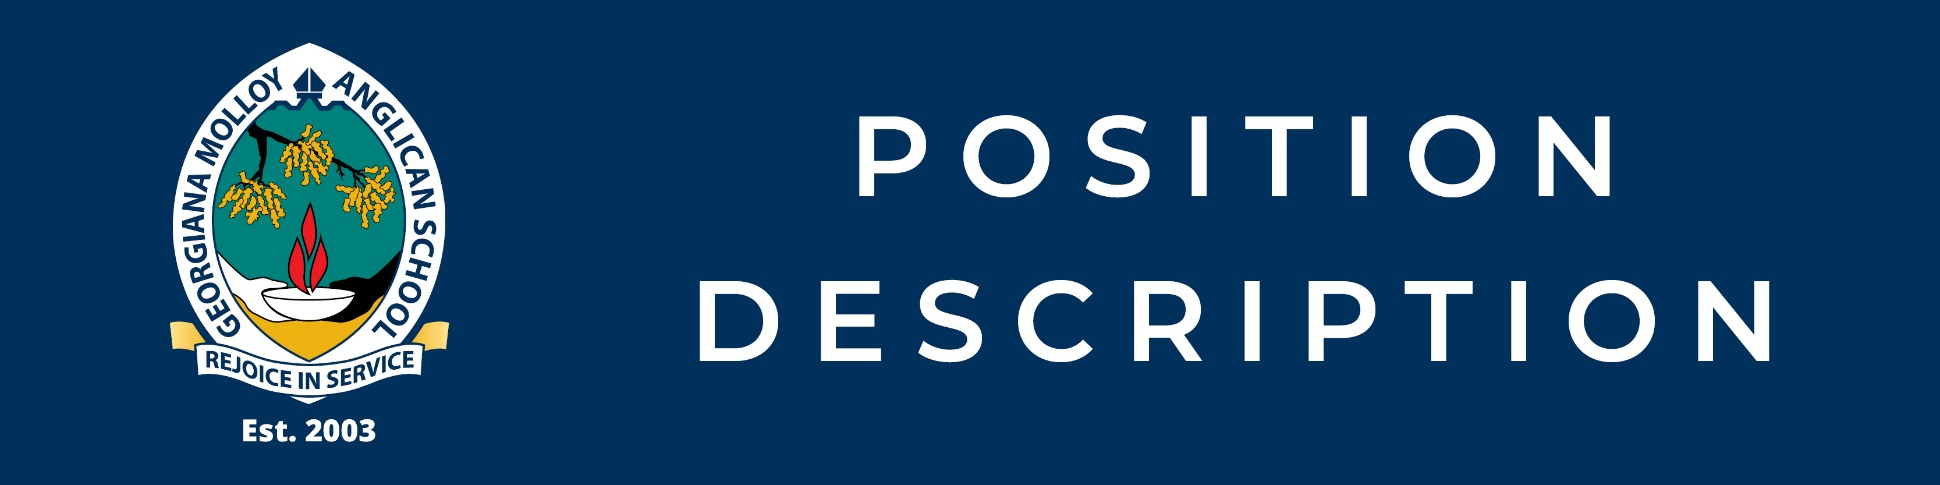 GEORGIANA MOLLOY ANGLICAN SCHOOL
REJOICE IN SERVICE
Est. 2003
POSITION
DESCRIPTION